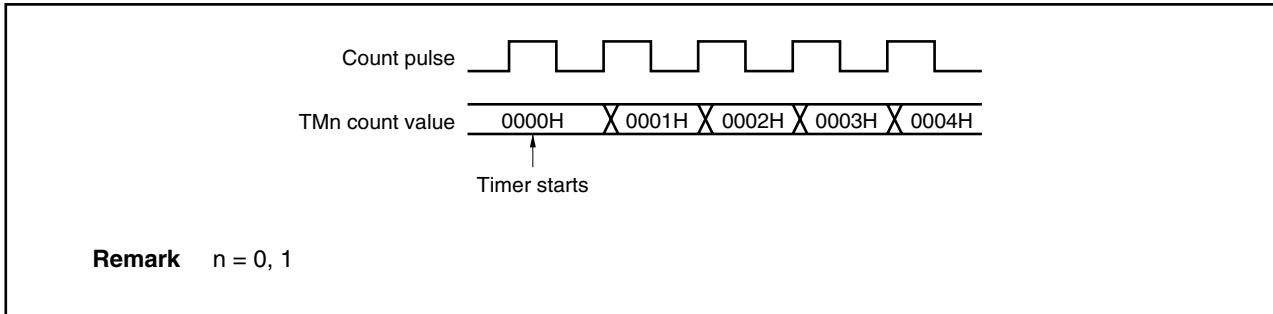 Count pulse
TMn count value 0000H 0001H 0002H 0003H 0004H
Timer starts
Remark n = 0, 1